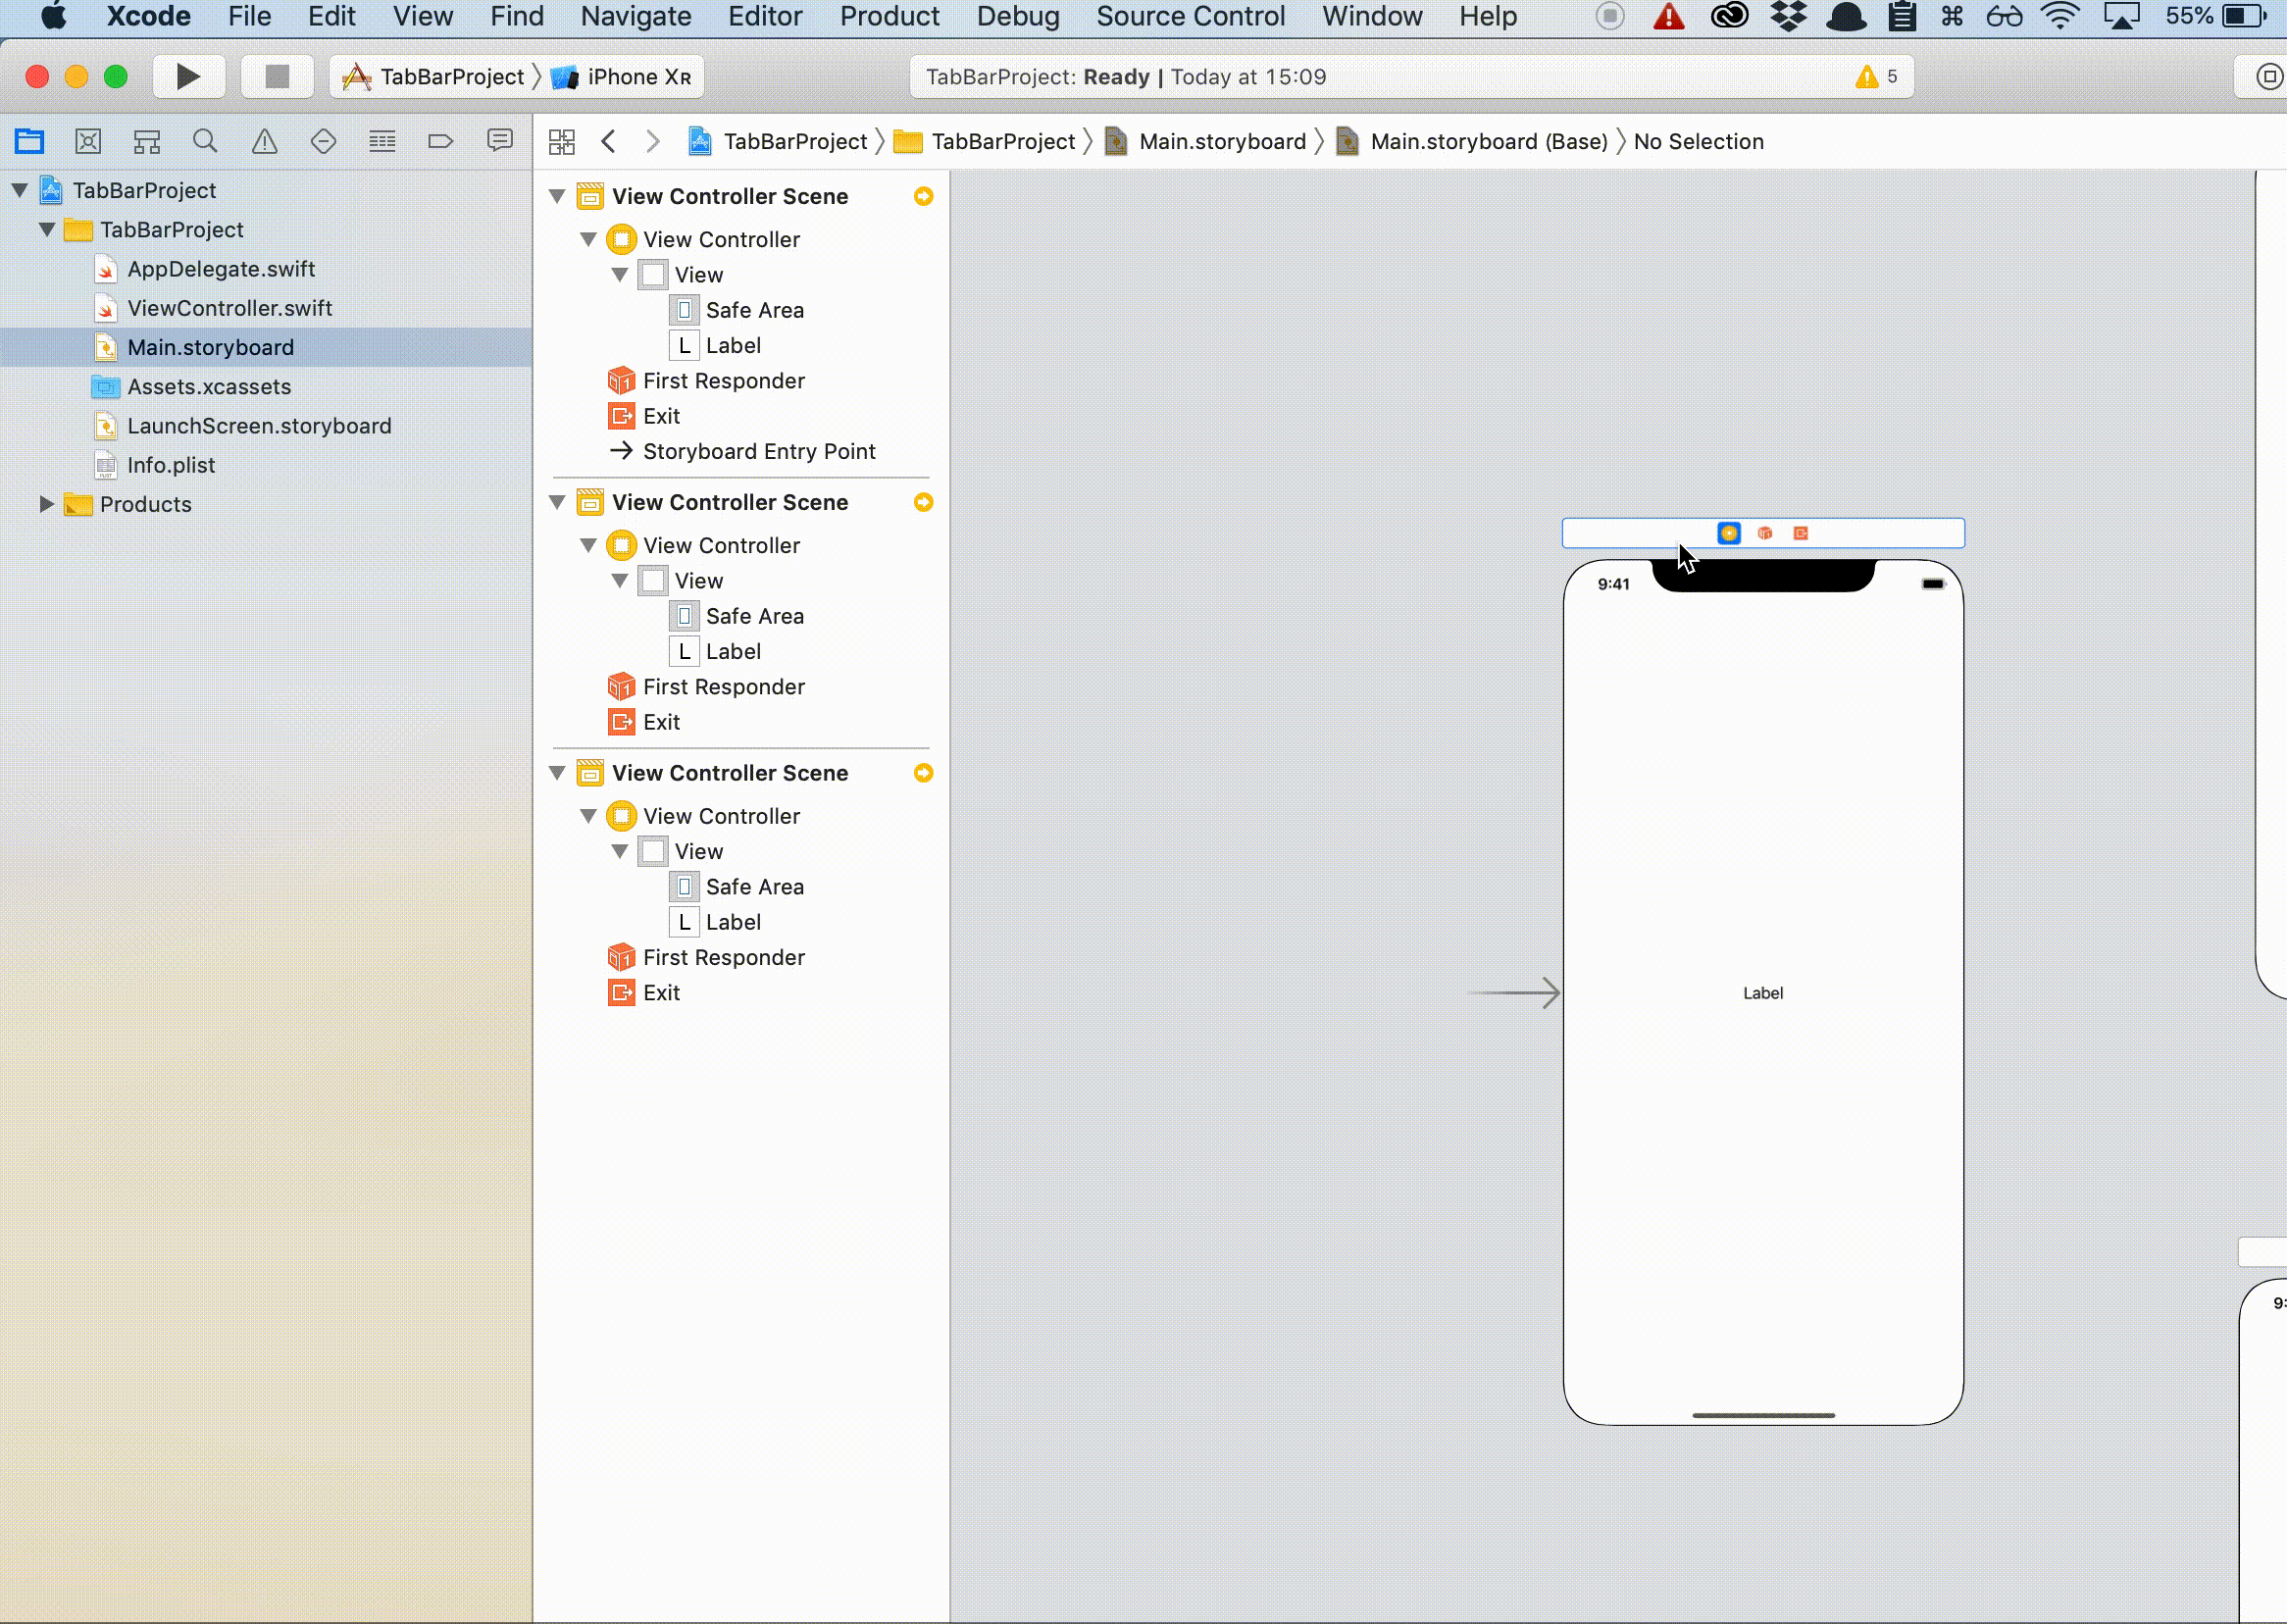 Xcode File Edit View Find Navigate Editor Product Debug Source Control Window Help 55%
TabBarProject iPhone XR
TabBarProject: Ready | Today at 15:09 5
TabBarProject TabBarProject Main.storyboard Main.storyboard (Base) No Selection
TabBarProject
TabBarProject
AppDelegate.swift
ViewController.swift
Main.storyboard
Assets.xcassets
LaunchScreen.storyboard
Info.plist
Products
View Controller Scene
View Controller
View
Safe Area
L Label
First Responder
Exit
Storyboard Entry Point
View Controller Scene
View Controller
View
Safe Area
L Label
First Responder
Exit
View Controller Scene
View Controller
View
Safe Area
L Label
First Responder
Exit
9:41
Label
9: